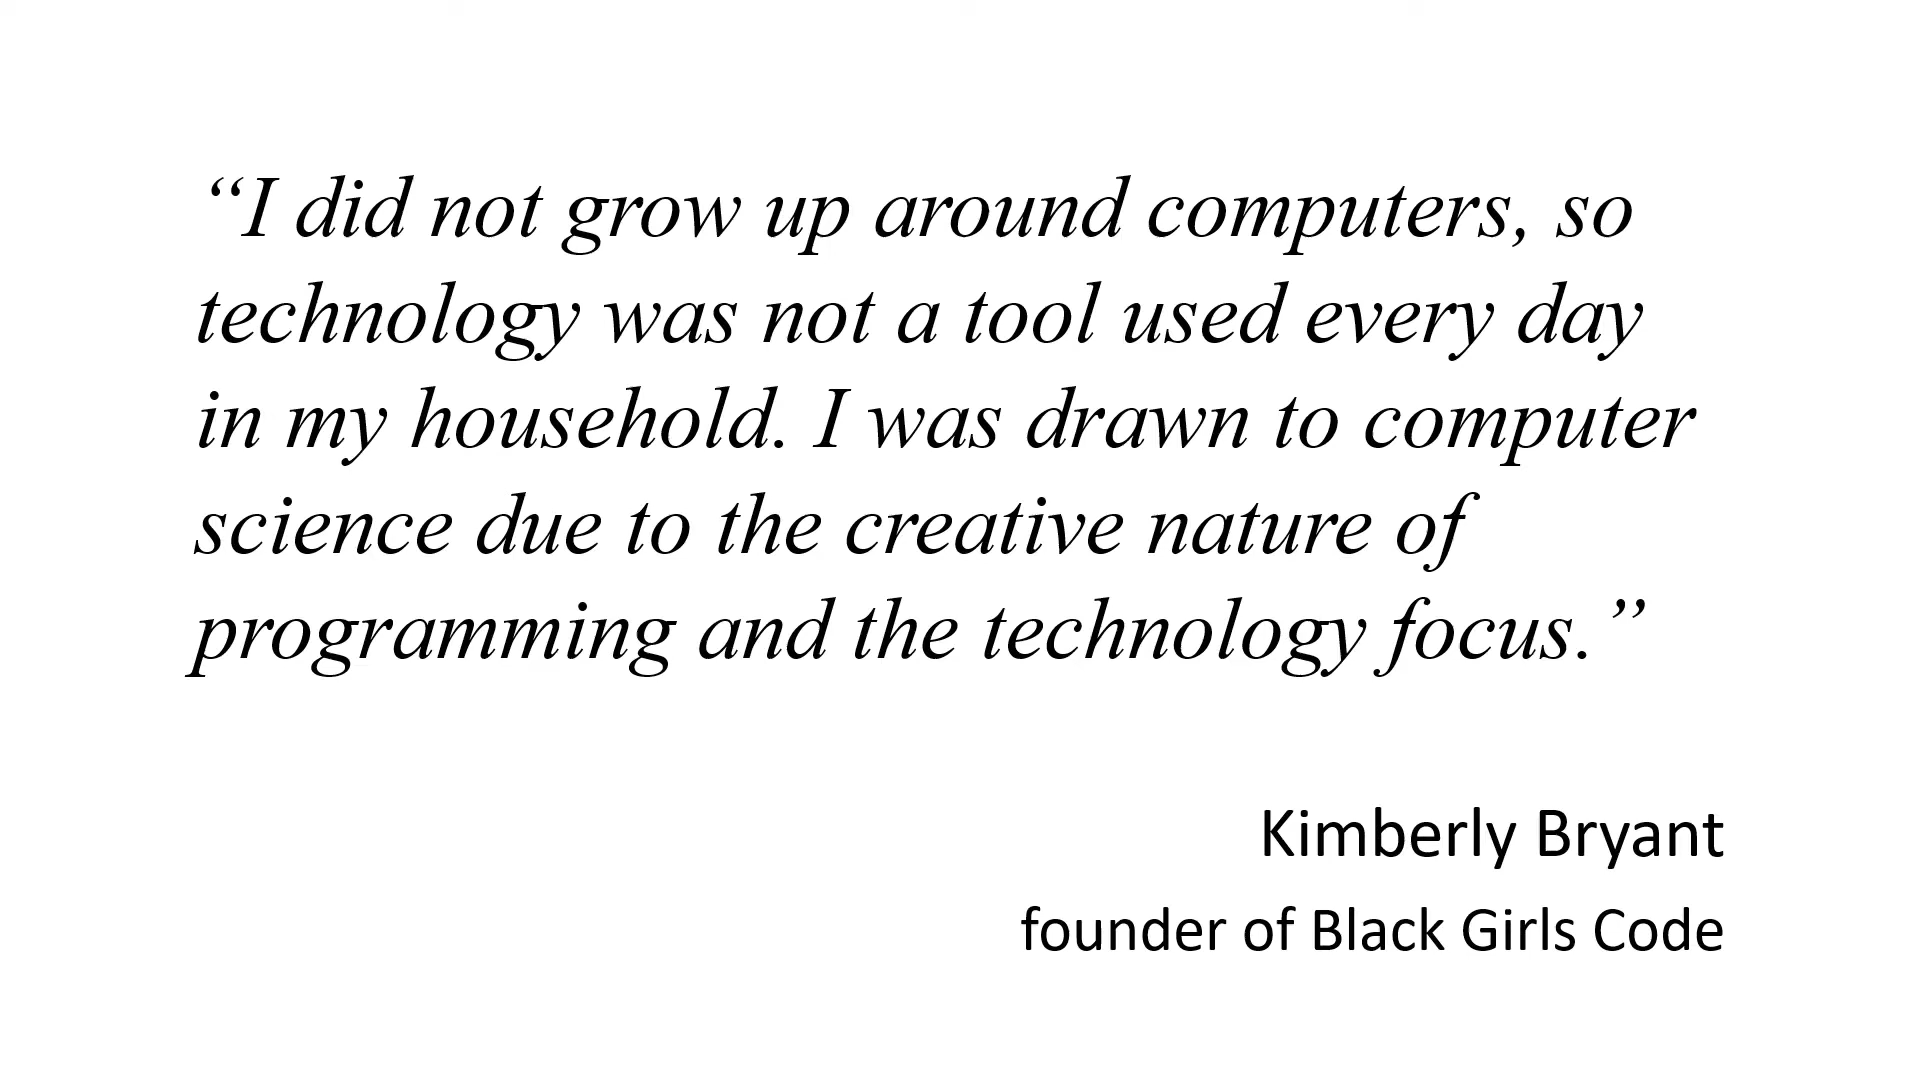 “I did not grow up around computers, so
technology was not a tool used every day
in my household. I was drawn to computer
science due to the creative nature of
programming and the technology focus.”
Kimberly Bryant
founder of Black Girls Code